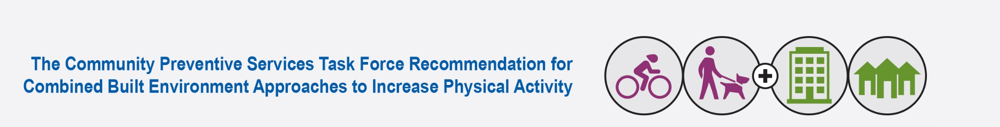 The Community Preventive Services Task Force Recommendation for
Combined Built Environment Approaches to Increase Physical Activity